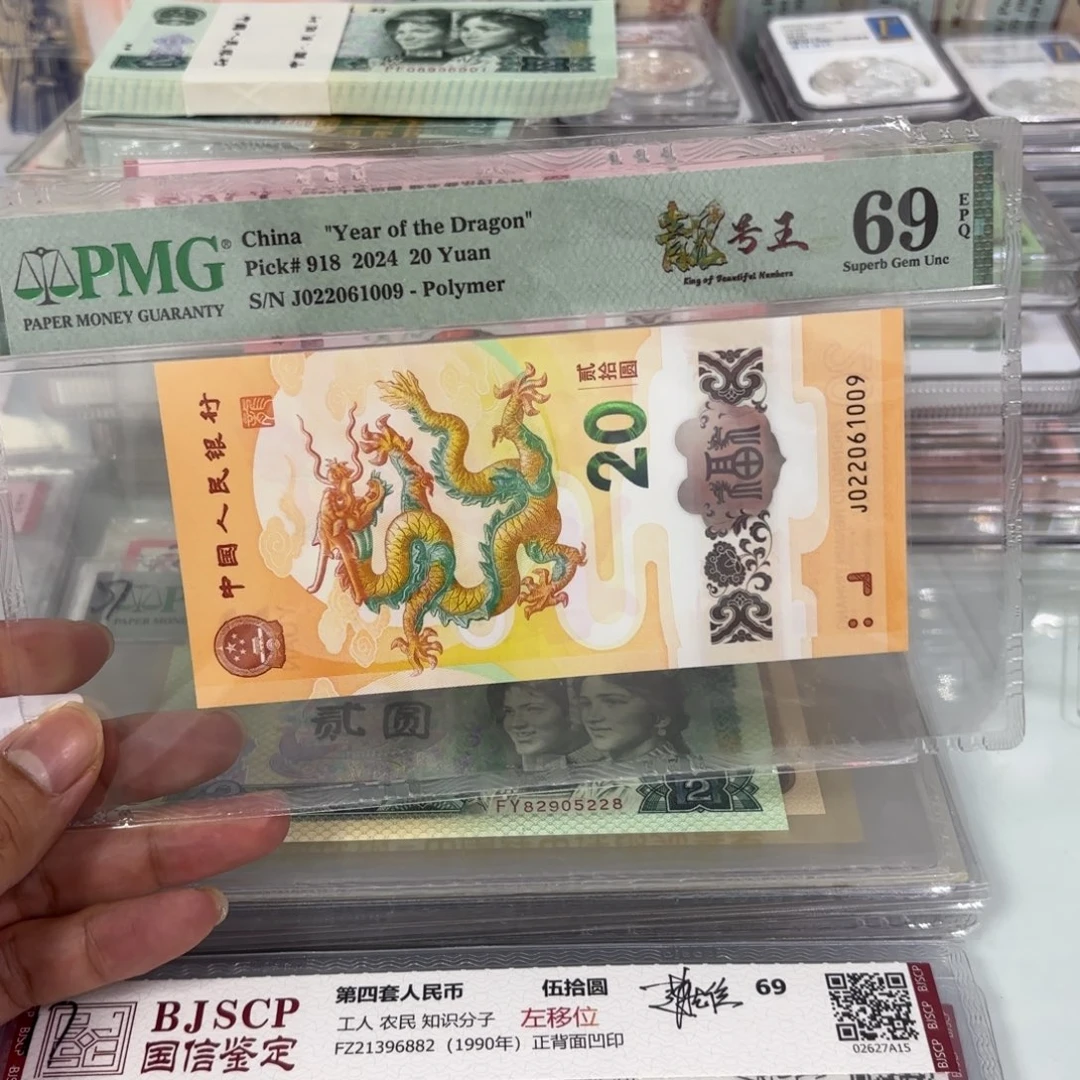 PMG®
PAPER MONEY GUARANTY
China "Year of the Dragon"
Pick# 918 2024 20 Yuan
S/N J022061009 - Polymer
号王
King of Beautiful Numbers
69
EPQ
Superb Gem Unc
中国人民银行
贰拾圆
20
J022061009
贰圆
FY82905228
2
BJSCP
国信鉴定
第四套人民币 伍拾圆
工人 农民 知识分子 左移位
FZ21396882（1990年）正背面凹印
69
02627A15
BJSCP
BJSCP